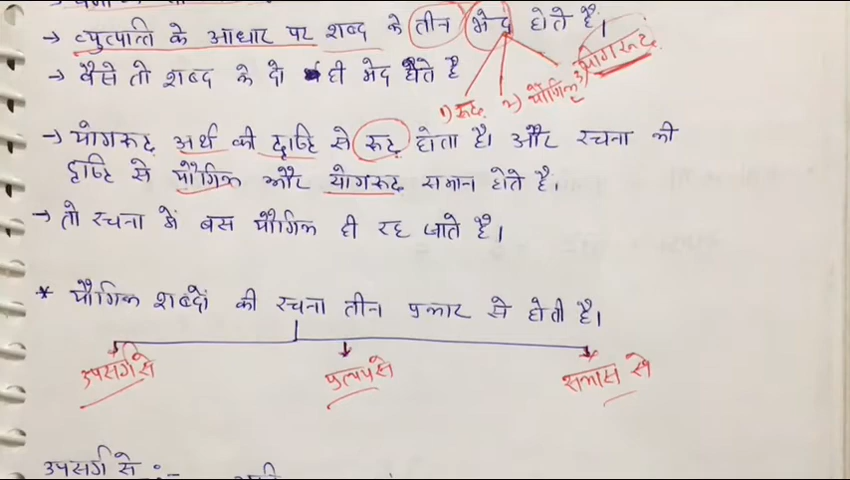 → व्युत्पत्ति के आधार पर शब्द के तीन भेद होते है।
→ वैसे तो शब्द के दो ही भेद होते है
1) रूढ़ 2) यौगिक 3) योगरूढ़
→ योगरूढ़ अर्थ की दृष्टि से रूढ़ होता है। और रचना की
दृष्टि से यौगिक और योगरूढ़ समान होते है।
→ तो रचना में बस यौगिक ही रह जाते है।
* यौगिक शब्दों की रचना तीन प्रकार से होती है।
उपसर्ग से प्रत्यय से समास से
उपसर्ग से :-